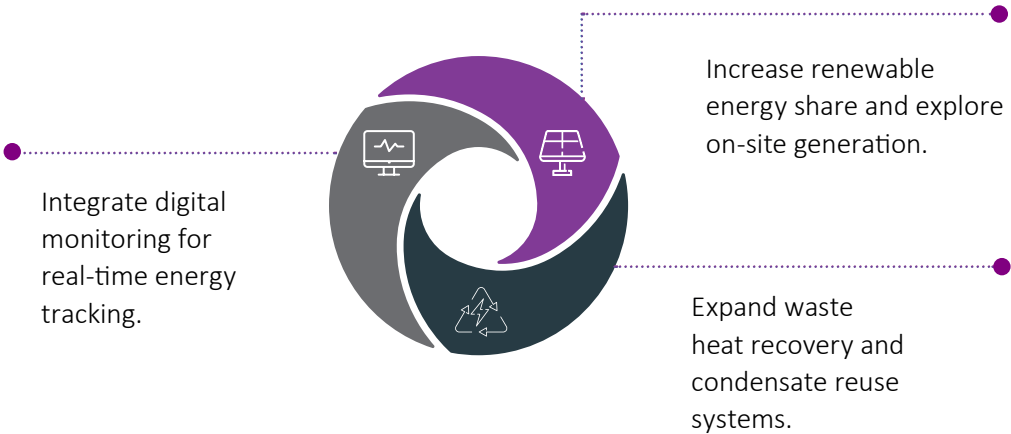 Increase renewable
energy share and explore
on-site generation.
Integrate digital
monitoring for
real-time energy
tracking.
Expand waste
heat recovery and
condensate reuse
systems.